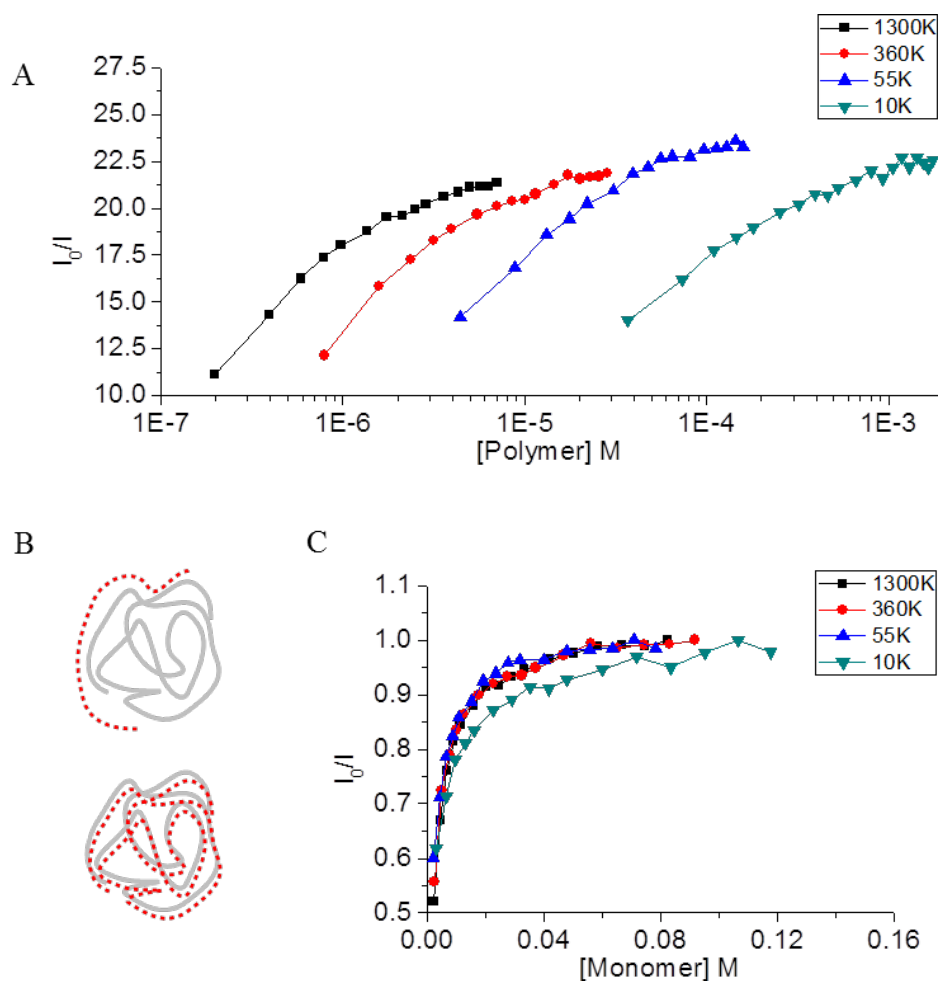 A
1300K
360K
55K
10K
I0/I
27.5
25.0
22.5
20.0
17.5
15.0
12.5
10.0
1E-7 1E-6 1E-5 1E-4 1E-3
[Polymer] M
B
C
1300K
360K
55K
10K
I0/I
1.1
1.0
0.9
0.8
0.7
0.6
0.5
0.00 0.04 0.08 0.12 0.16
[Monomer] M